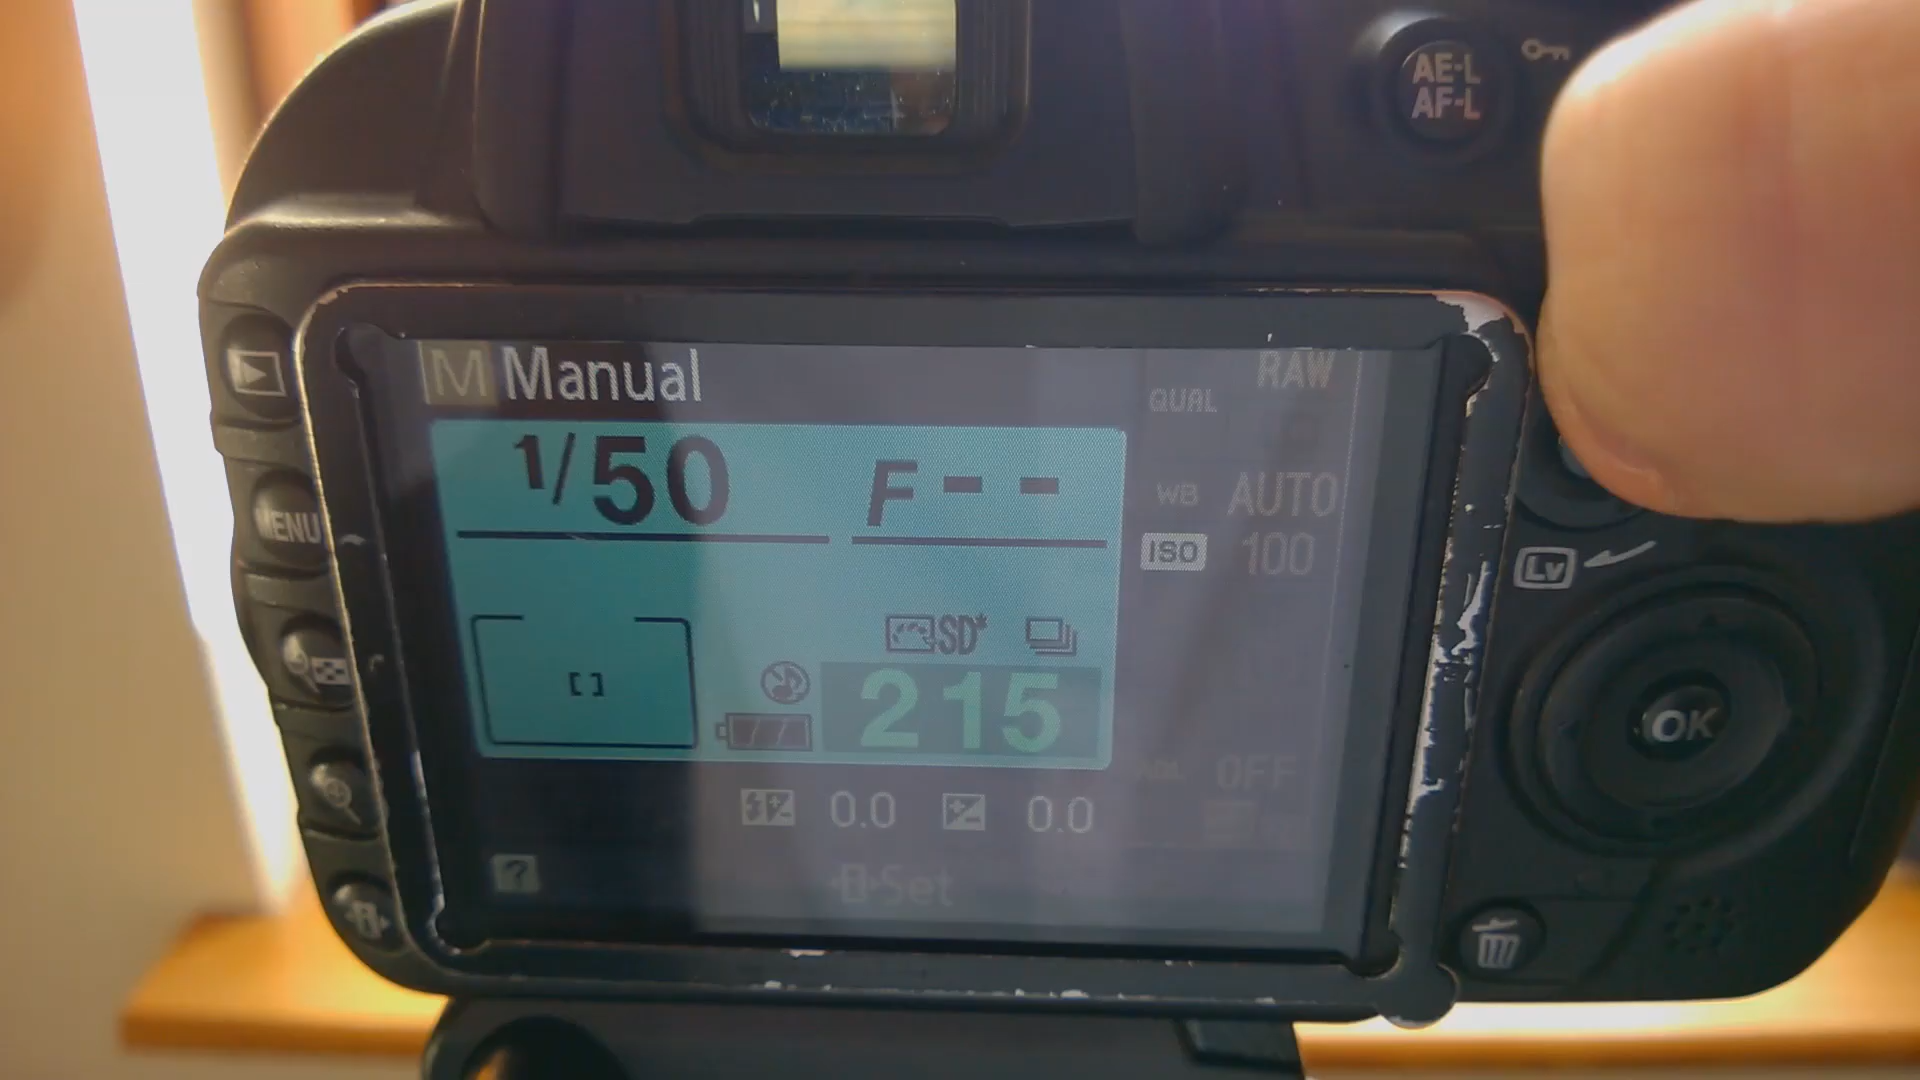 AE-L
AF-L
M Manual
RAW
QUAL
1/50 F--
WB AUTO
ISO 100
Lv
MENU
SD*
215
OK
ADL OFF
0.0 0.0
?
Set